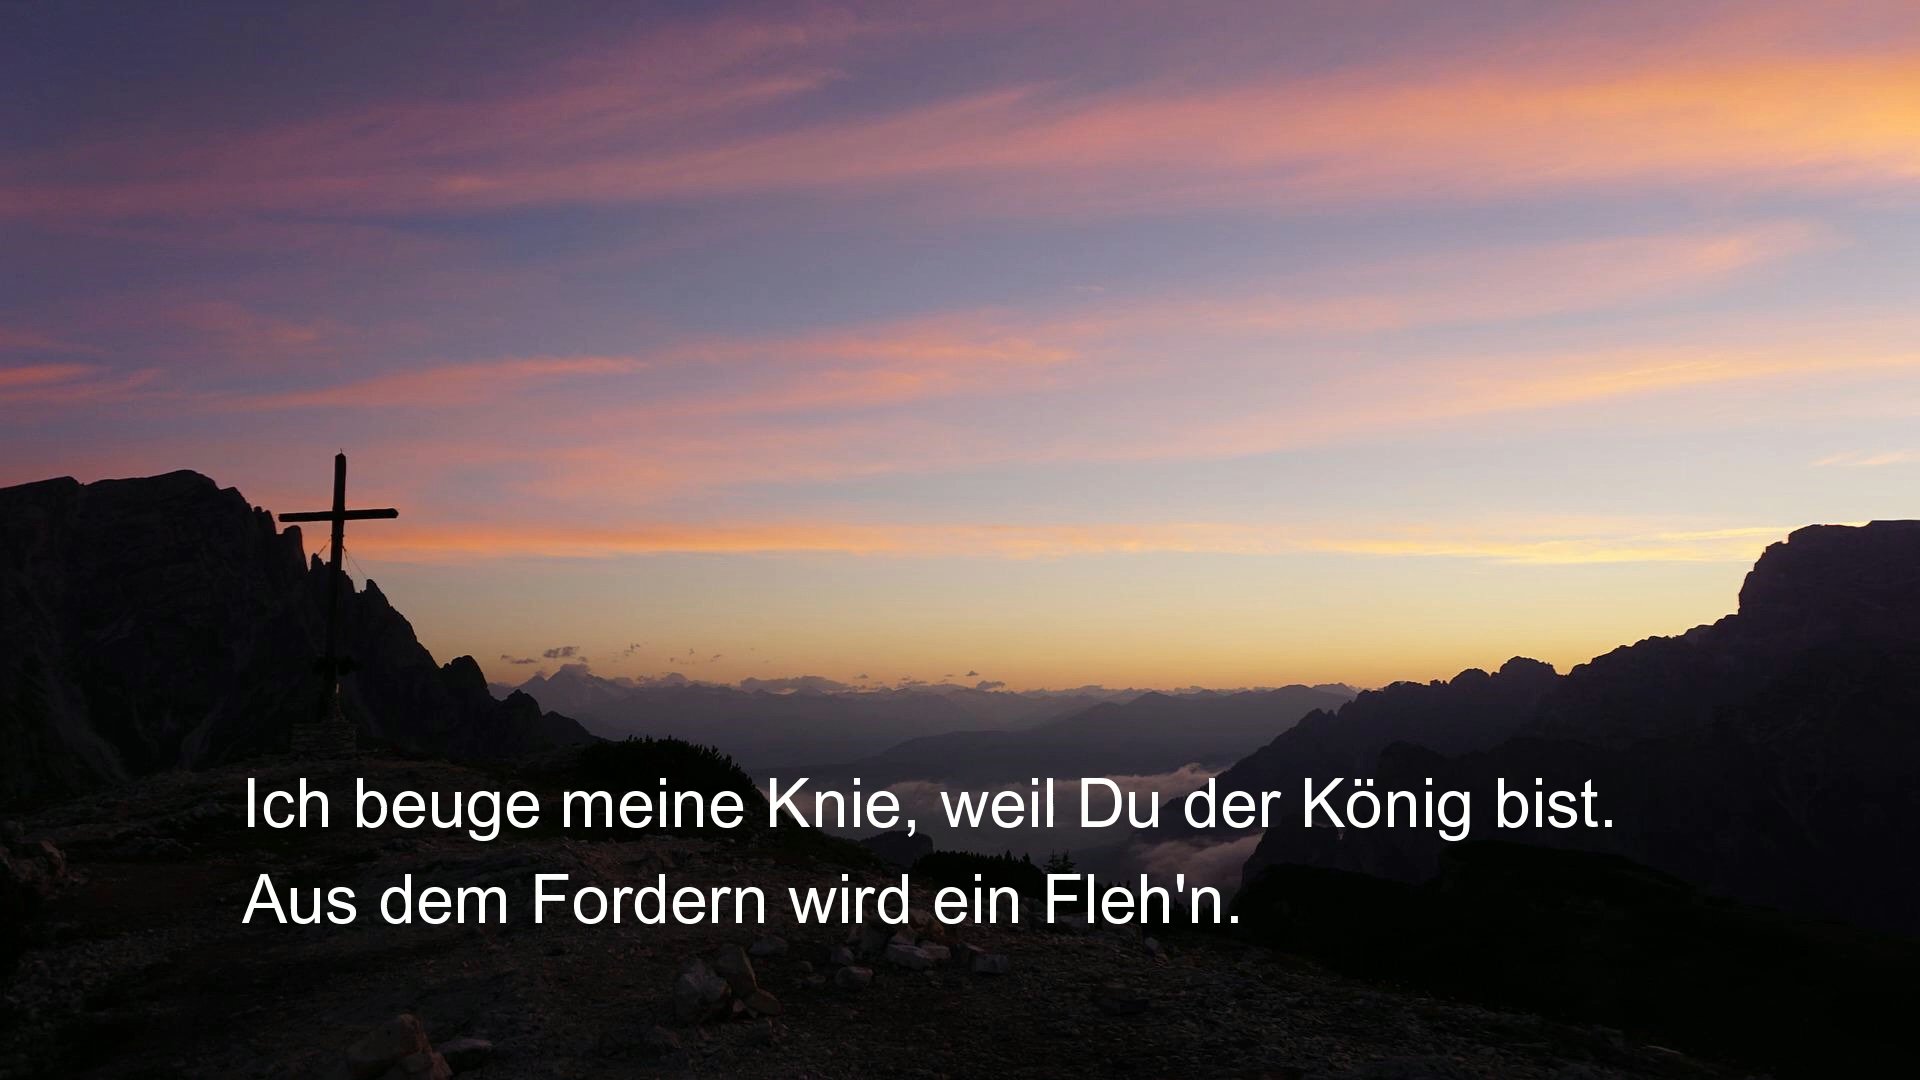 Ich beuge meine Knie, weil Du der König bist.
Aus dem Fordern wird ein Fleh'n.